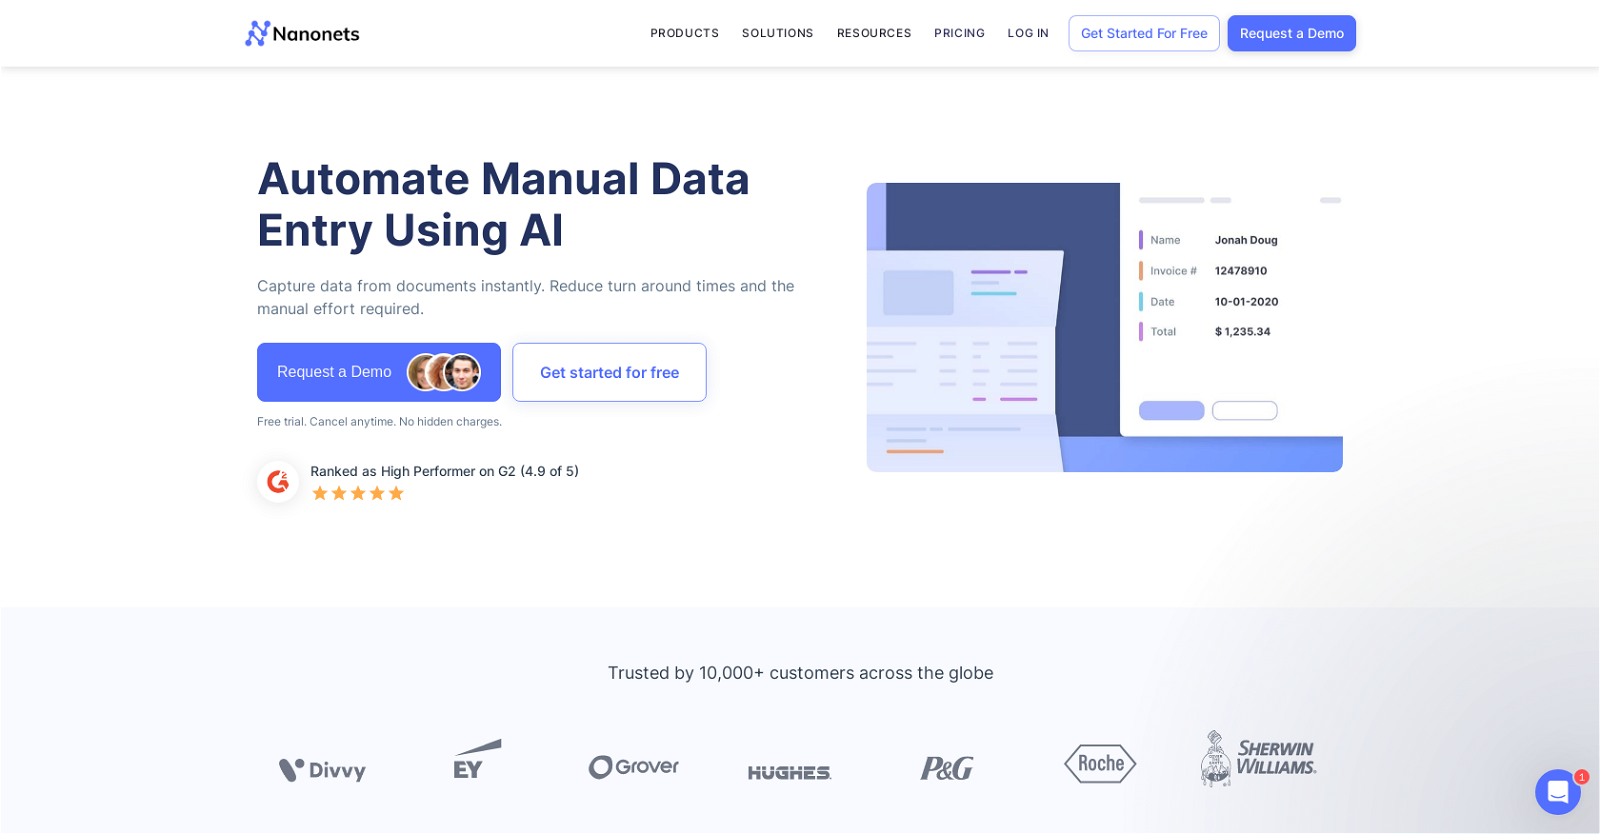 Nanonets
PRODUCTS
SOLUTIONS
RESOURCES
PRICING
LOG IN
Get Started For Free
Request a Demo
Automate Manual Data
Entry Using AI
Capture data from documents instantly. Reduce turn around times and the
manual effort required.
Request a Demo
Get started for free
Free trial. Cancel anytime. No hidden charges.
Ranked as High Performer on G2 (4.9 of 5)
Name Jonah Doug
Invoice # 12478910
Date 10-01-2020
Total $ 1,235.34
Trusted by 10,000+ customers across the globe
Divvy
EY
GROVER
HUGHES.
P&G
Roche
SHERWIN
WILLIAMS.
1